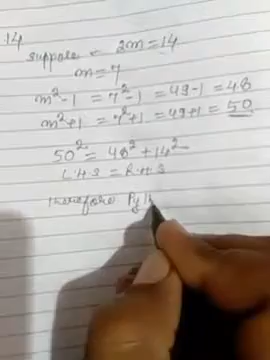 14
suppose = 2m = 14
m = 7
m² - 1 = 7² - 1 = 49 - 1 = 48
m² + 1 = 7² + 1 = 49 + 1 = 50
50² = 48² + 14²
L.H.S = R.H.S
therefore Pyth